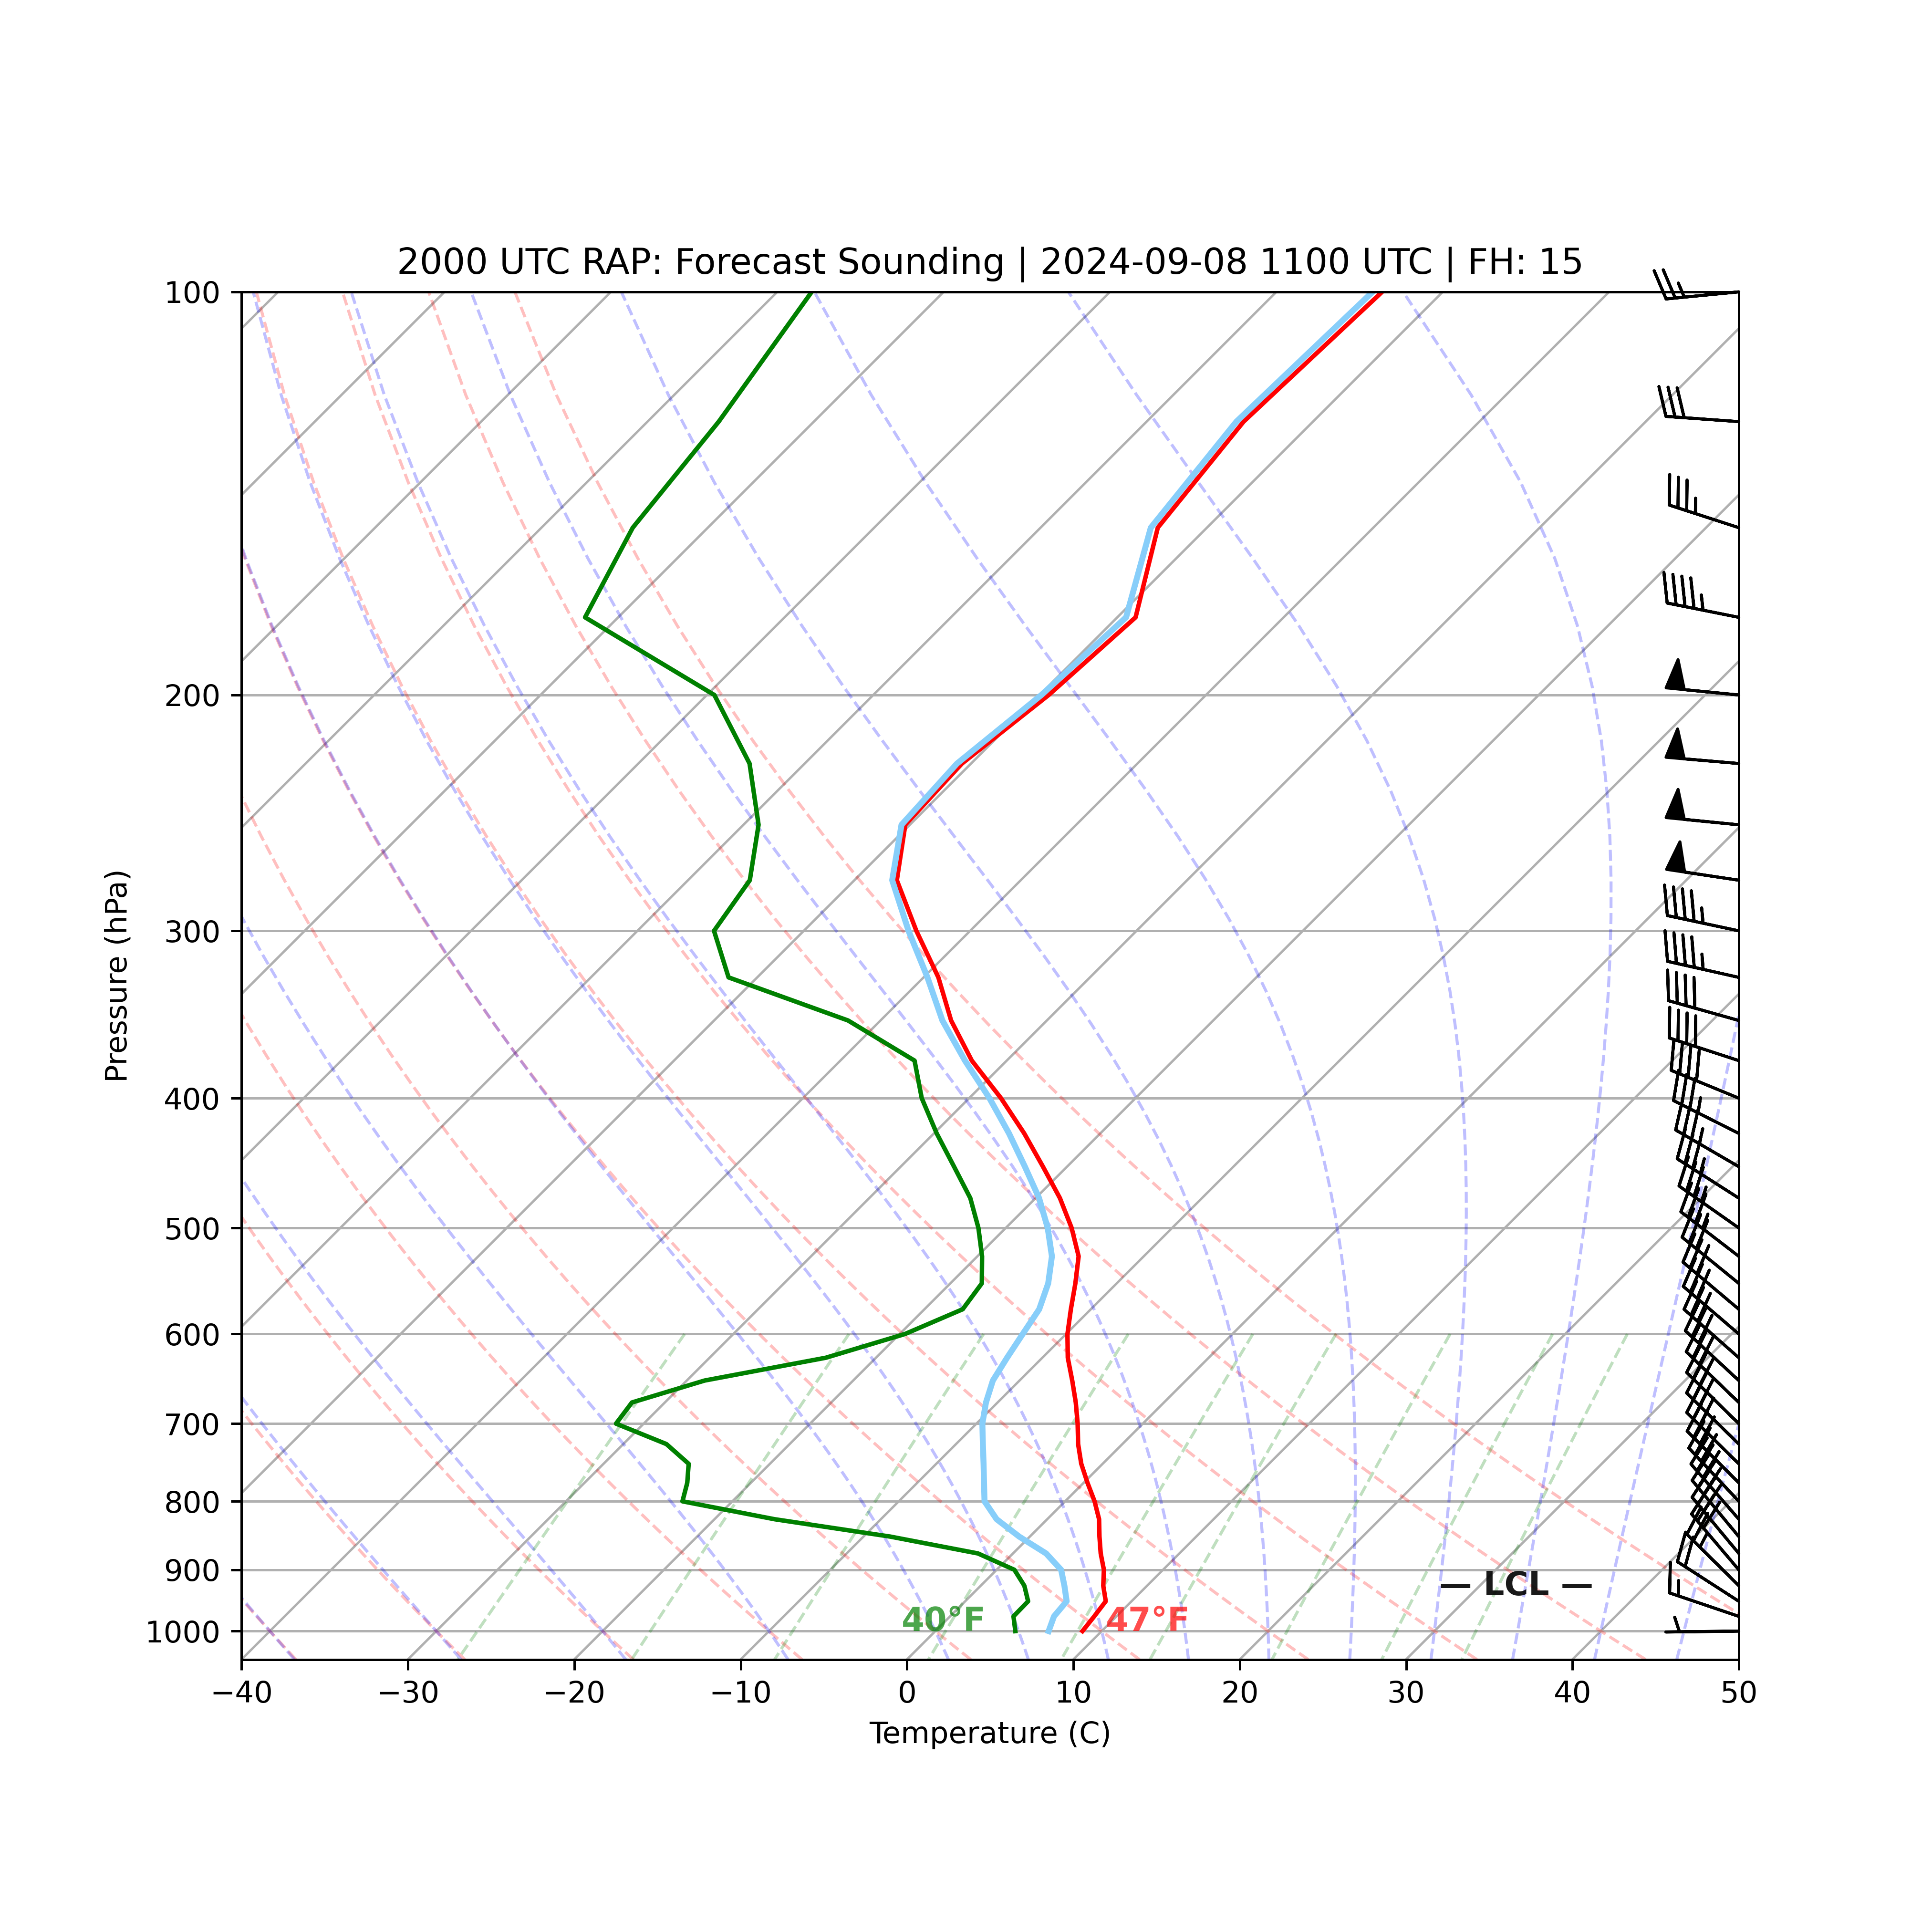 2000 UTC RAP: Forecast Sounding | 2024-09-08 1100 UTC | FH: 15
100
200
300
400
500
600
700
800
900
1000
Pressure (hPa)
— LCL —
40°F
47°F
−40 −30 −20 −10 0 10 20 30 40 50
Temperature (C)